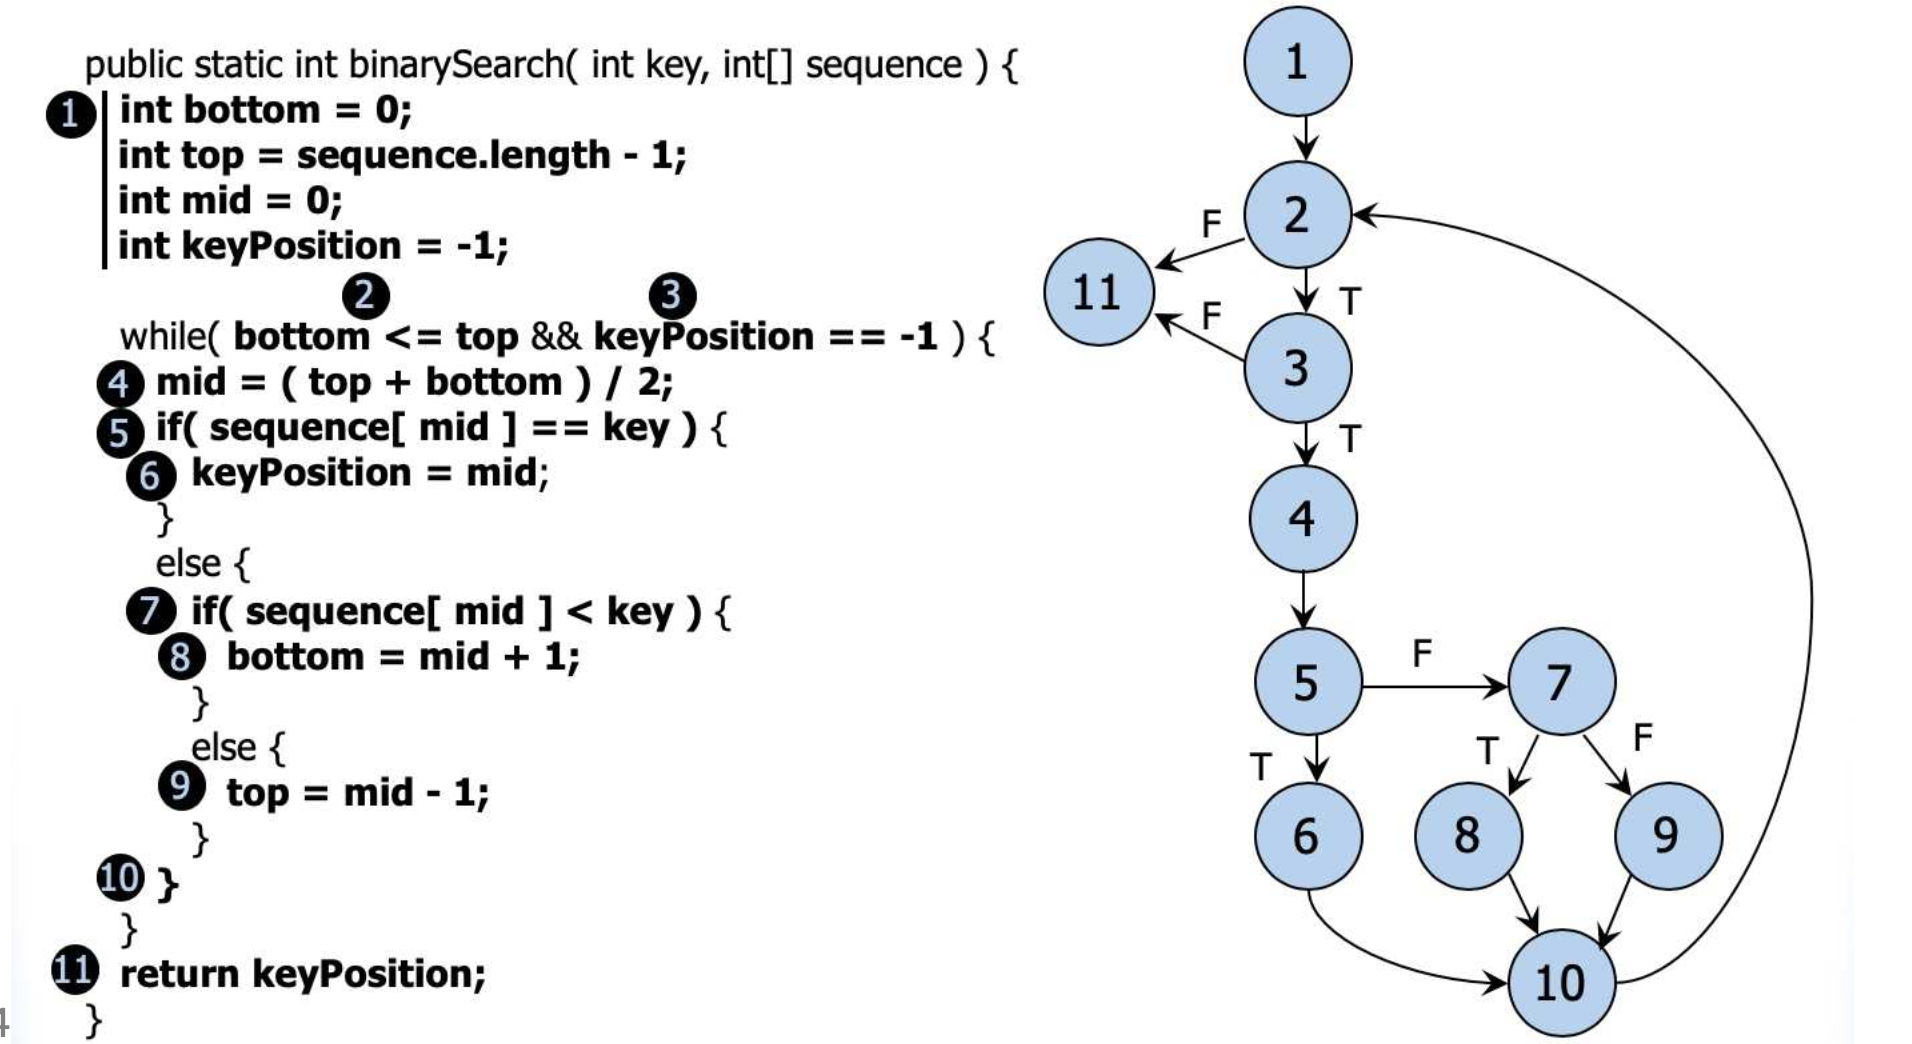 public static int binarySearch( int key, int[] sequence ) {
1 int bottom = 0;
int top = sequence.length - 1;
int mid = 0;
int keyPosition = -1;
2 3
while( bottom <= top && keyPosition == -1 ) {
4 mid = ( top + bottom ) / 2;
5 if( sequence[ mid ] == key ) {
6 keyPosition = mid;
}
else {
7 if( sequence[ mid ] < key ) {
8 bottom = mid + 1;
}
else {
9 top = mid - 1;
}
10 }
}
11 return keyPosition;
}
4
1
2
F
11
T
F
3
T
4
5
F
7
T
T
F
6
8
9
10